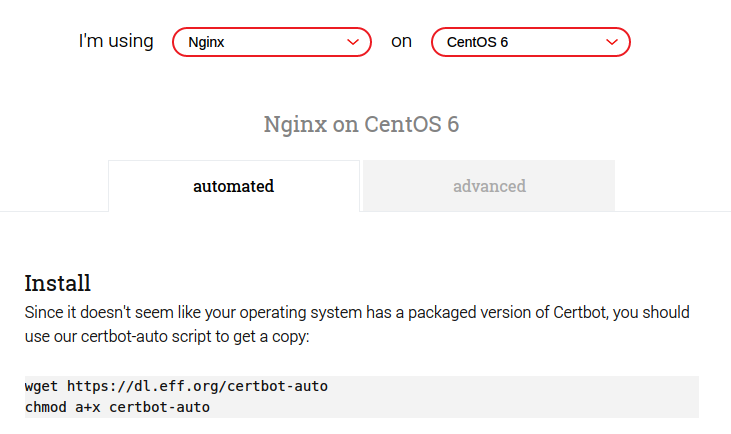 I'm using Nginx on CentOS 6
Nginx on CentOS 6
automated advanced
Install
Since it doesn't seem like your operating system has a packaged version of Certbot, you should
use our certbot-auto script to get a copy:
wget https://dl.eff.org/certbot-auto
chmod a+x certbot-auto